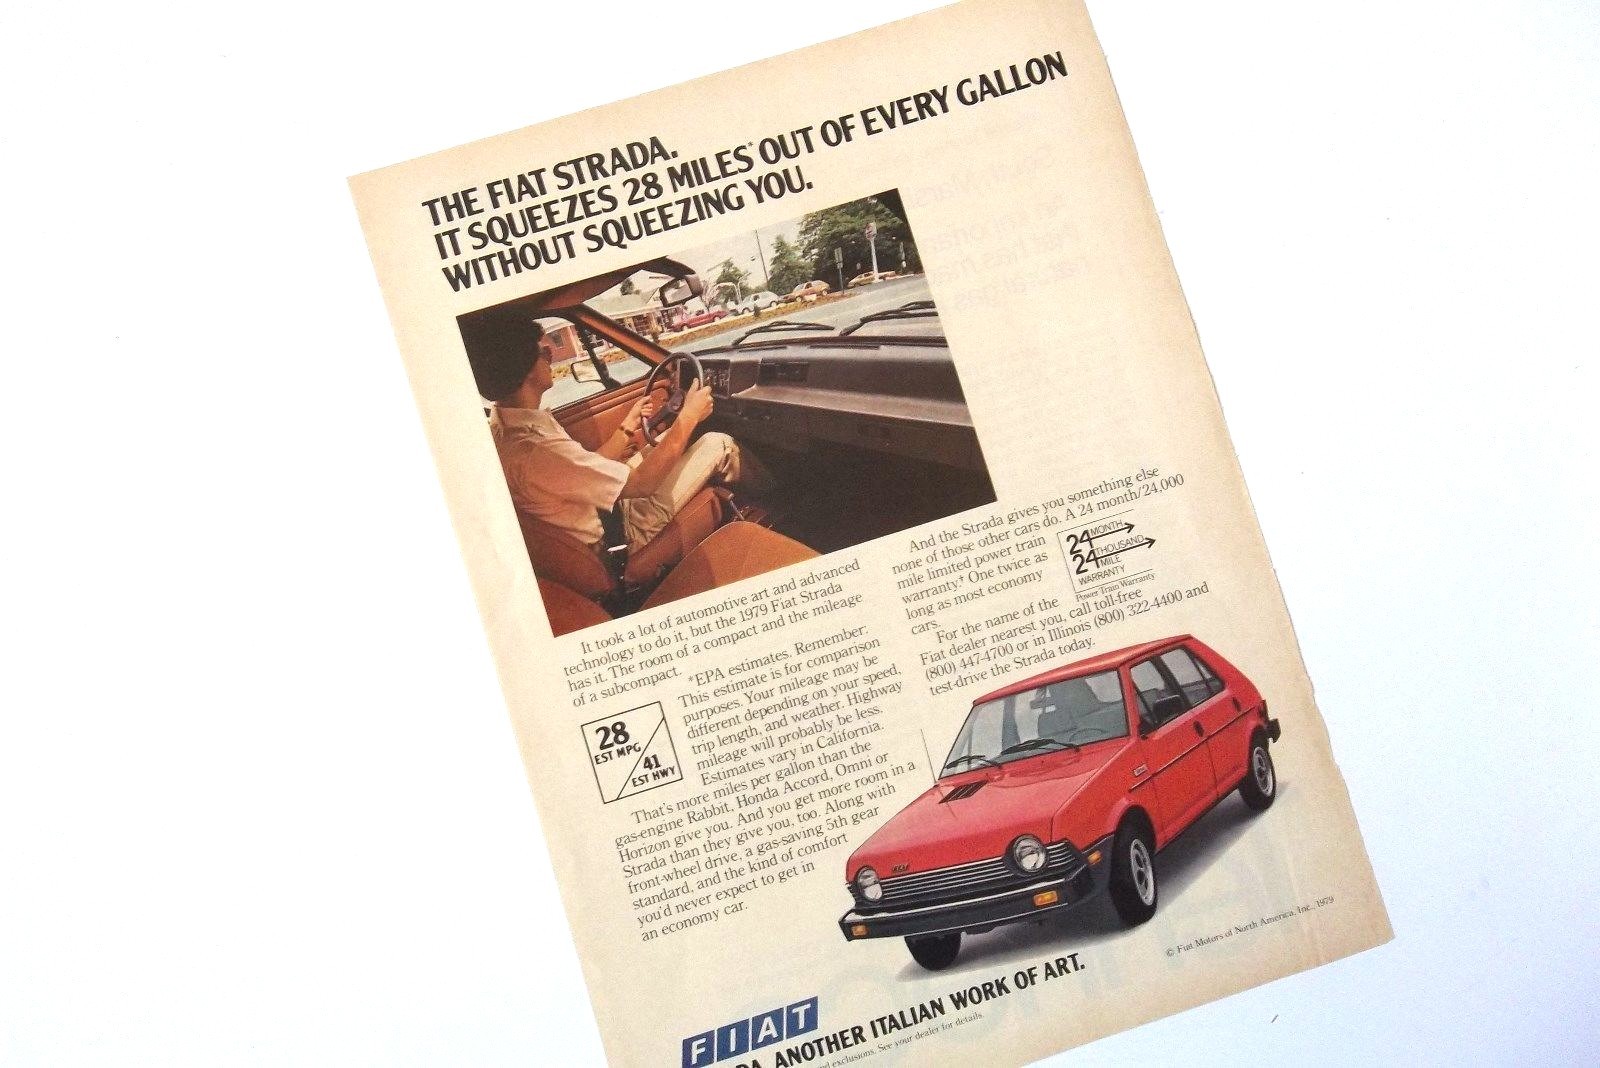 THE FIAT STRADA.
IT SQUEEZES 28 MILES* OUT OF EVERY GALLON
WITHOUT SQUEEZING YOU.
It took a lot of automotive art and advanced
technology to do it, but the 1979 Fiat Strada
has it. The room of a compact and the mileage
of a subcompact.
28
EST MPG
41
EST HWY
*EPA estimates. Remember:
This estimate is for comparison
purposes. Your mileage may be
different depending on your speed,
trip length, and weather. Highway
mileage will probably be less.
Estimates vary in California.
That's more miles per gallon than the
gas-engine Rabbit, Honda Accord, Omni or
Horizon give you. And you get more room in a
Strada than they give you, too. Along with
front-wheel drive, a gas-saving 5th gear
standard, and the kind of comfort
you'd never expect to get in
an economy car.
And the Strada gives you something else
none of those other cars do. A 24 month/24,000
mile limited power train
warranty.† One twice as
long as most economy
cars.
24 MONTH
24 THOUSAND
MILE
WARRANTY
Power Train Warranty
For the name of the
Fiat dealer nearest you, call toll-free
(800) 447-4700 or in Illinois (800) 322-4400 and
test-drive the Strada today.
© Fiat Motors of North America, Inc., 1979
FIAT
ANOTHER ITALIAN WORK OF ART.
and exclusions. See your dealer for details.